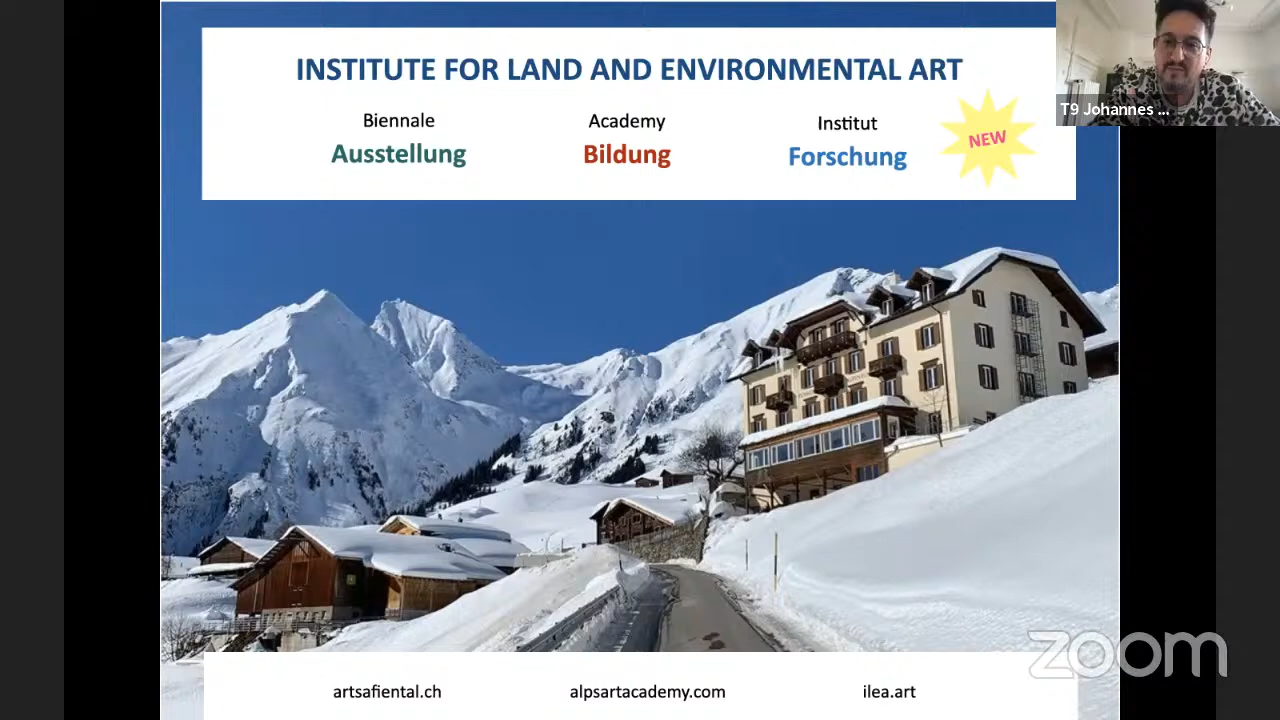 INSTITUTE FOR LAND AND ENVIRONMENTAL ART
Biennale
Ausstellung
Academy
Bildung
Institut
Forschung
NEW
T9 Johannes ...
artsafiental.ch
alpsartacademy.com
ilea.art
zoom